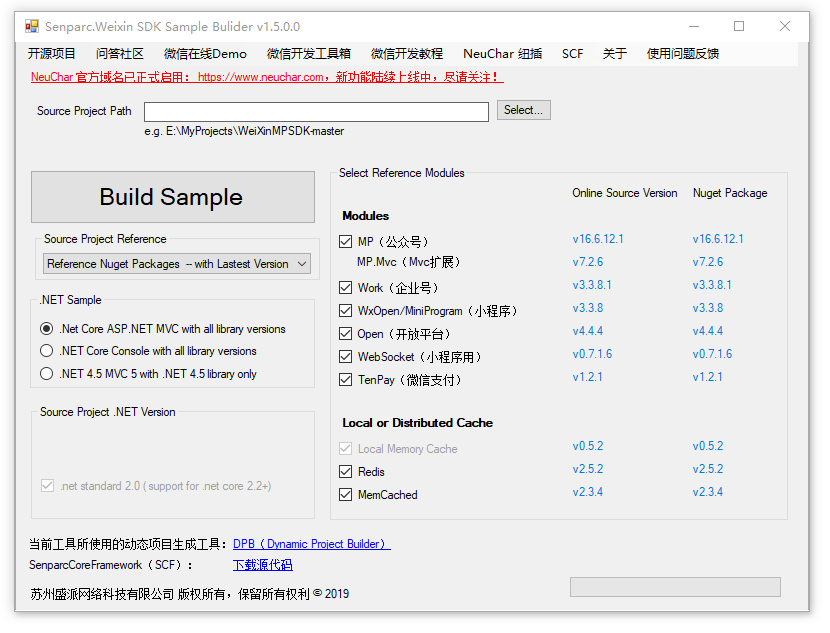 Senparc.Weixin SDK Sample Bulider v1.5.0.0
开源项目 问答社区 微信在线Demo 微信开发工具箱 微信开发教程 NeuChar 纽插 SCF 关于 使用问题反馈
NeuChar 官方域名已正式启用：https://www.neuchar.com，新功能陆续上线中，尽请关注！
Source Project Path Select...
e.g. E:\MyProjects\WeiXinMPSDK-master
Build Sample
Source Project Reference
Reference Nuget Packages -- with Lastest Version
.NET Sample
.Net Core ASP.NET MVC with all library versions
.NET Core Console with all library versions
.NET 4.5 MVC 5 with .NET 4.5 library only
Source Project .NET Version
.net standard 2.0 ( support for .net core 2.2+)
Select Reference Modules
Online Source Version Nuget Package
Modules
MP（公众号） v16.6.12.1 v16.6.12.1
MP.Mvc（Mvc扩展） v7.2.6 v7.2.6
Work（企业号） v3.3.8.1 v3.3.8.1
WxOpen/MiniProgram（小程序） v3.3.8 v3.3.8
Open（开放平台） v4.4.4 v4.4.4
WebSocket（小程序用） v0.7.1.6 v0.7.1.6
TenPay（微信支付） v1.2.1 v1.2.1
Local or Distributed Cache
Local Memory Cache v0.5.2 v0.5.2
Redis v2.5.2 v2.5.2
MemCached v2.3.4 v2.3.4
当前工具所使用的动态项目生成工具： DPB（Dynamic Project Builder）
SenparcCoreFramework（SCF）： 下载源代码
苏州盛派网络科技有限公司 版权所有，保留所有权利 © 2019